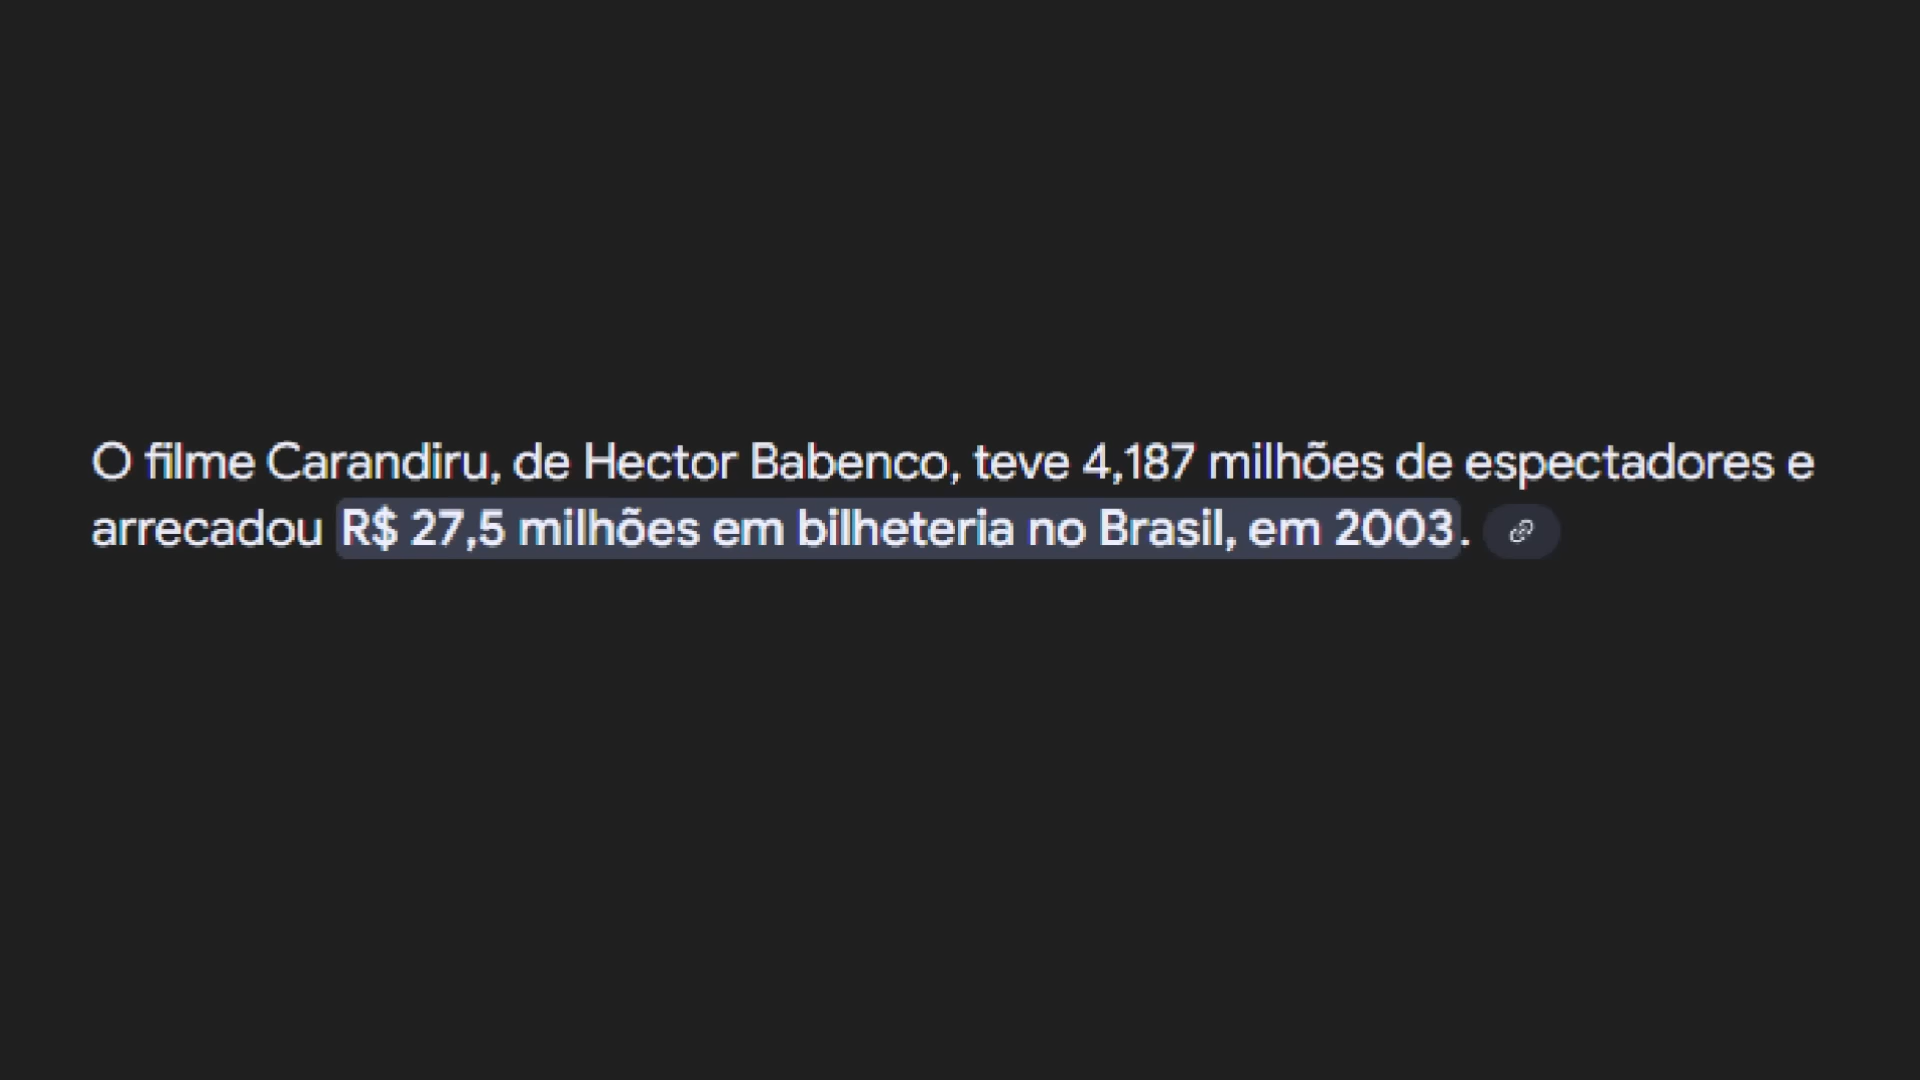 O filme Carandiru, de Hector Babenco, teve 4,187 milhões de espectadores e
arrecadou R$ 27,5 milhões em bilheteria no Brasil, em 2003.